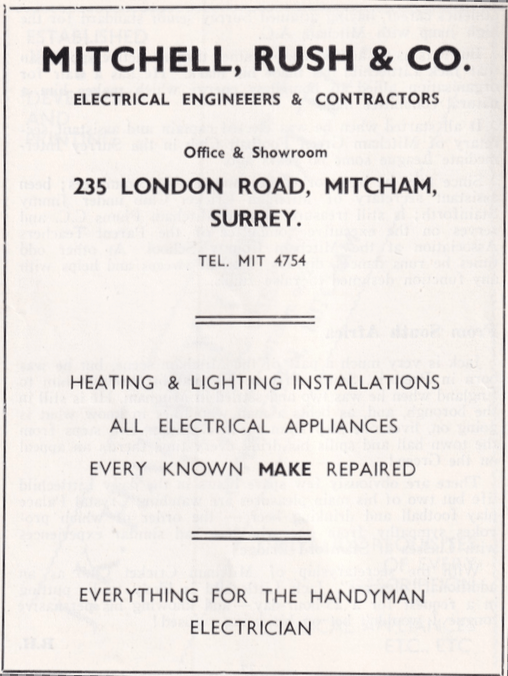 MITCHELL, RUSH & CO.
ELECTRICAL ENGINEEERS & CONTRACTORS
Office & Showroom
235 LONDON ROAD, MITCHAM,
SURREY.
TEL. MIT 4754
HEATING & LIGHTING INSTALLATIONS
ALL ELECTRICAL APPLIANCES
EVERY KNOWN MAKE REPAIRED
EVERYTHING FOR THE HANDYMAN
ELECTRICIAN